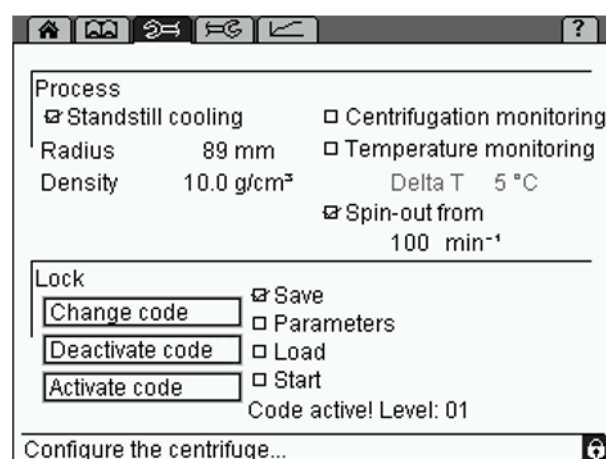 ?
Process
Standstill cooling
Radius 89 mm
Density 10.0 g/cm³
Centrifugation monitoring
Temperature monitoring
Delta T 5 °C
Spin-out from
100 min⁻¹
Lock
Change code
Deactivate code
Activate code
Save
Parameters
Load
Start
Code active! Level: 01
Configure the centrifuge...